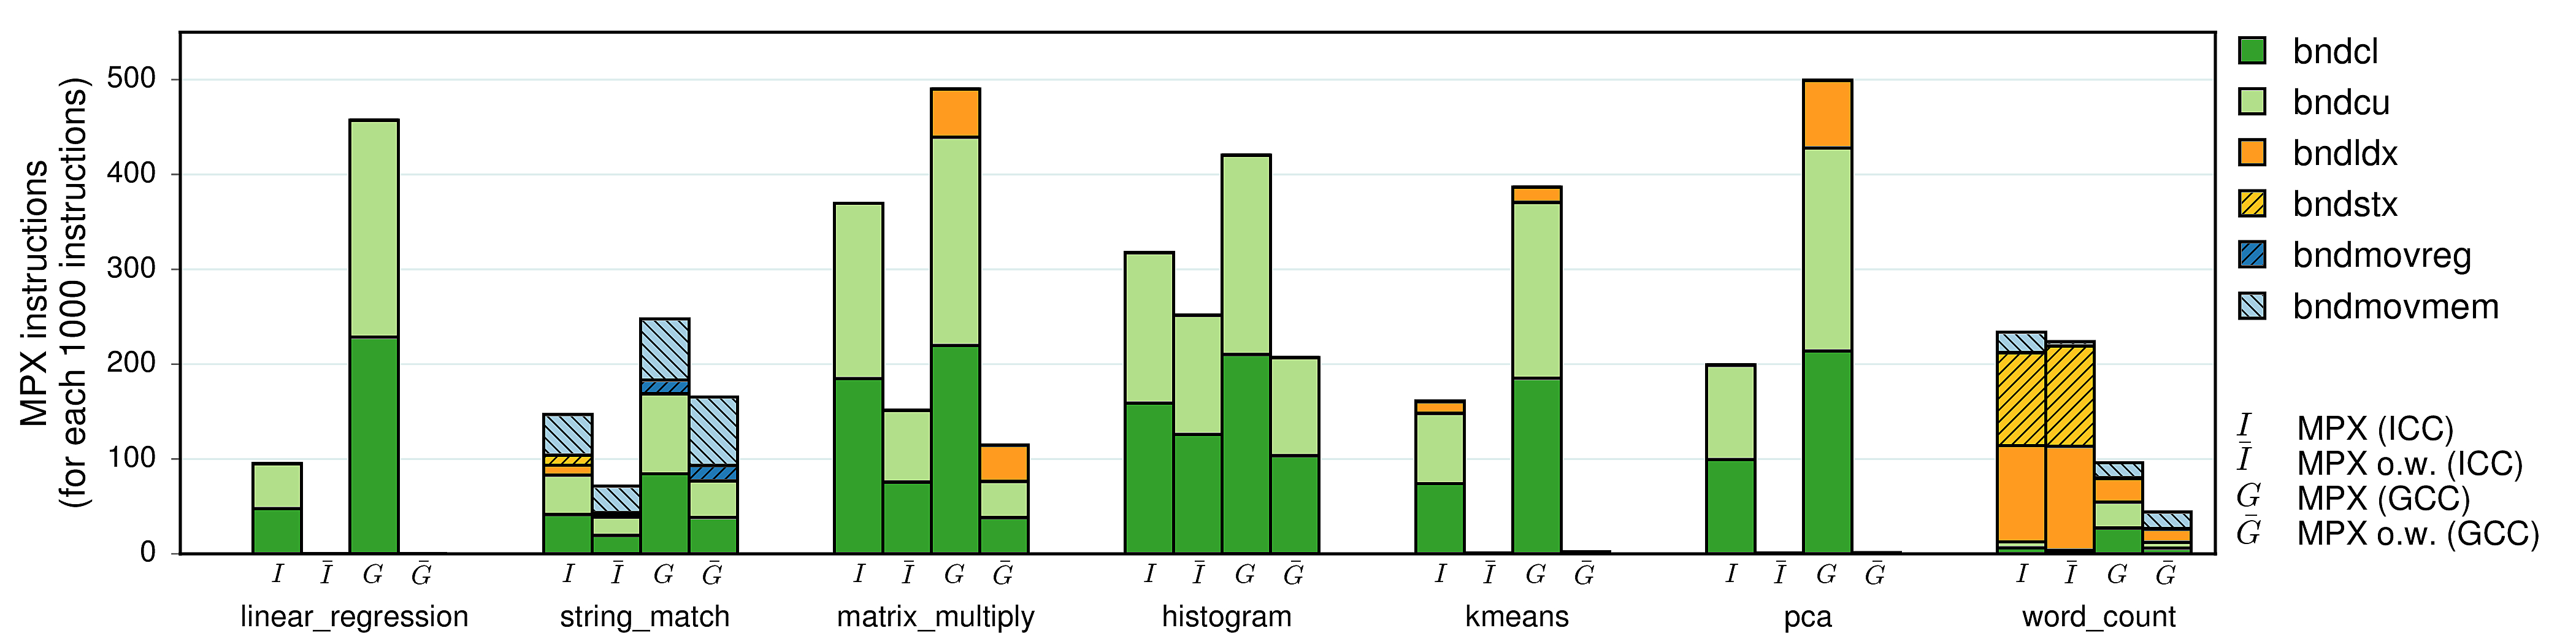 MPX instructions
(for each 1000 instructions)
500
400
300
200
100
0
I Ī G Ḡ I Ī G Ḡ I Ī G Ḡ I Ī G Ḡ I Ī G Ḡ I Ī G Ḡ I Ī G Ḡ
linear_regression string_match matrix_multiply histogram kmeans pca word_count
bndcl
bndcu
bndldx
bndstx
bndmovreg
bndmovmem
I MPX (ICC)
Ī MPX o.w. (ICC)
G MPX (GCC)
Ḡ MPX o.w. (GCC)